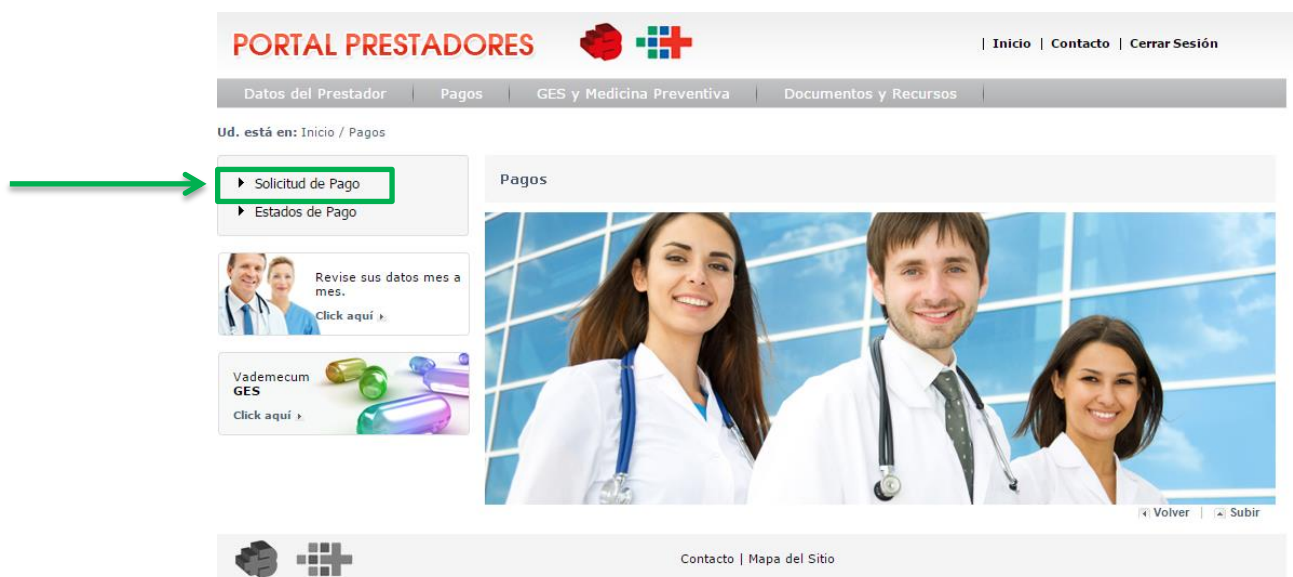 PORTAL PRESTADORES
| Inicio | Contacto | Cerrar Sesión
Datos del Prestador | Pagos | GES y Medicina Preventiva | Documentos y Recursos |
Ud. está en: Inicio / Pagos
Solicitud de Pago
Estados de Pago
Pagos
Revise sus datos mes a
mes.
Click aquí
Vademecum
GES
Click aquí
Volver | Subir
Contacto | Mapa del Sitio